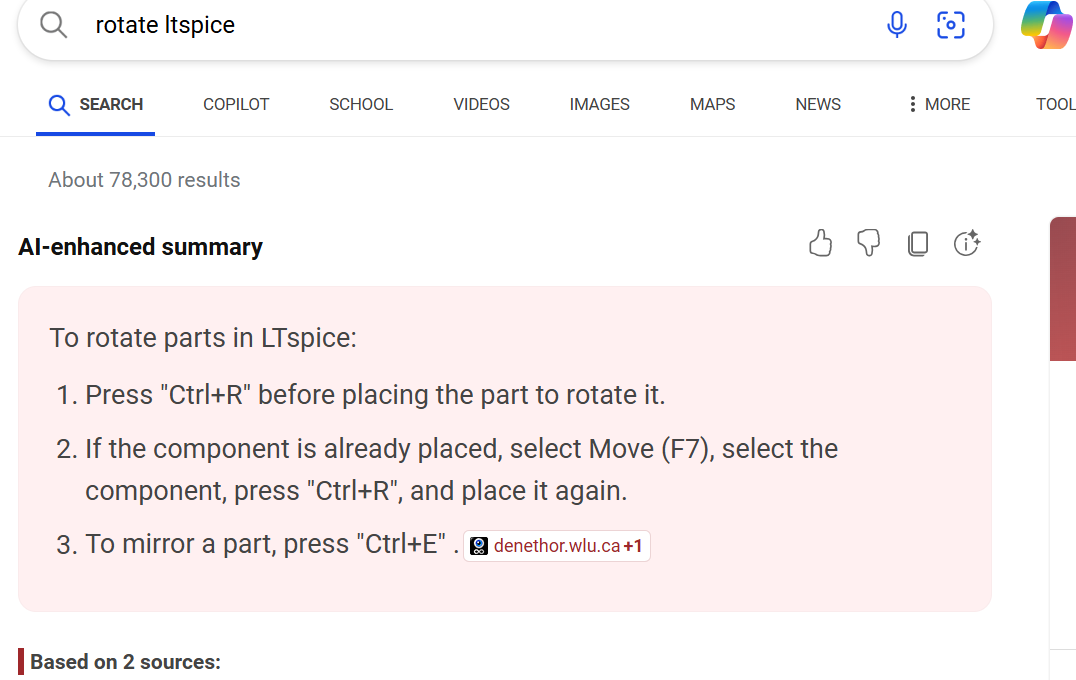 rotate ltspice
SEARCH COPILOT SCHOOL VIDEOS IMAGES MAPS NEWS MORE TOOL
About 78,300 results
AI-enhanced summary
To rotate parts in LTspice:
1. Press "Ctrl+R" before placing the part to rotate it.
2. If the component is already placed, select Move (F7), select the
component, press "Ctrl+R", and place it again.
3. To mirror a part, press "Ctrl+E" . denethor.wlu.ca +1
Based on 2 sources: